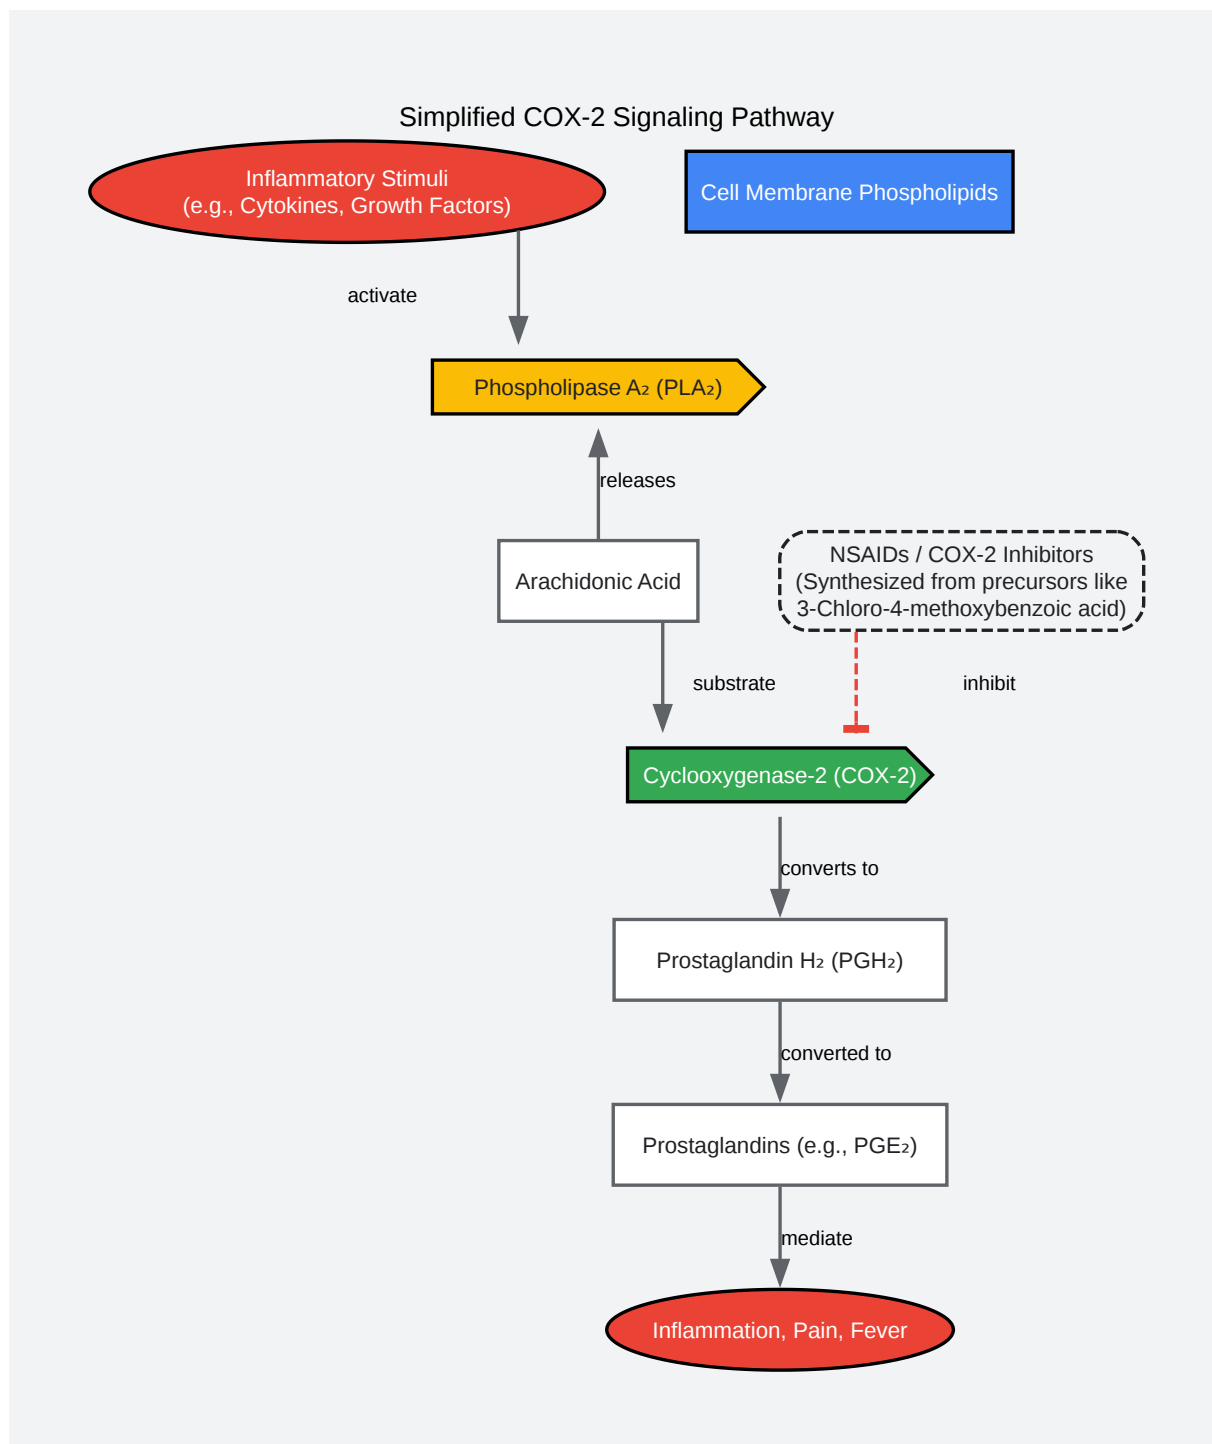 Simplified COX-2 Signaling Pathway
Inflammatory Stimuli
(e.g., Cytokines, Growth Factors)
Cell Membrane Phospholipids
activate
Phospholipase A₂ (PLA₂)
releases
Arachidonic Acid
NSAIDs / COX-2 Inhibitors
(Synthesized from precursors like
3-Chloro-4-methoxybenzoic acid)
substrate
inhibit
Cyclooxygenase-2 (COX-2)
converts to
Prostaglandin H₂ (PGH₂)
converted to
Prostaglandins (e.g., PGE₂)
mediate
Inflammation, Pain, Fever